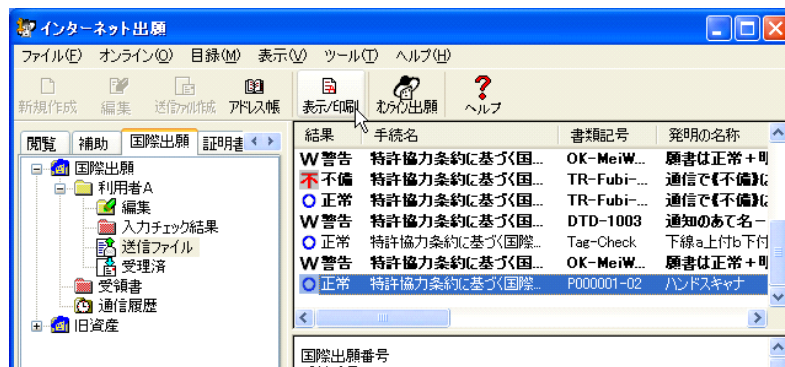 インターネット出願
ファイル(F) オンライン(O) 目録(M) 表示(V) ツール(T) ヘルプ(H)
新規作成 編集 送信ファイル作成 アドレス帳 表示/印刷 オンライン出願 ヘルプ
閲覧 補助 国際出願 証明書
国際出願
利用者A
編集
入力チェック結果
送信ファイル
受理済
受領書
通信履歴
旧資産
結果 手続名 書類記号 発明の名称
W 警告 特許協力条約に基づく国... OK-MeiW... 願書は正常+明
不 不備 特許協力条約に基づく国... TR-Fubi-... 通信で《不備》に
正常 特許協力条約に基づく国... TR-Fubi-... 通信で《不備》に
W 警告 特許協力条約に基づく国... DTD-1003 通知のあて名-
正常 特許協力条約に基づく国際... Tag-Check 下線a上付b下付
W 警告 特許協力条約に基づく国... OK-MeiW... 願書は正常+明
正常 特許協力条約に基づく国際... P000001-02 ハンドスキャナ
国際出願番号